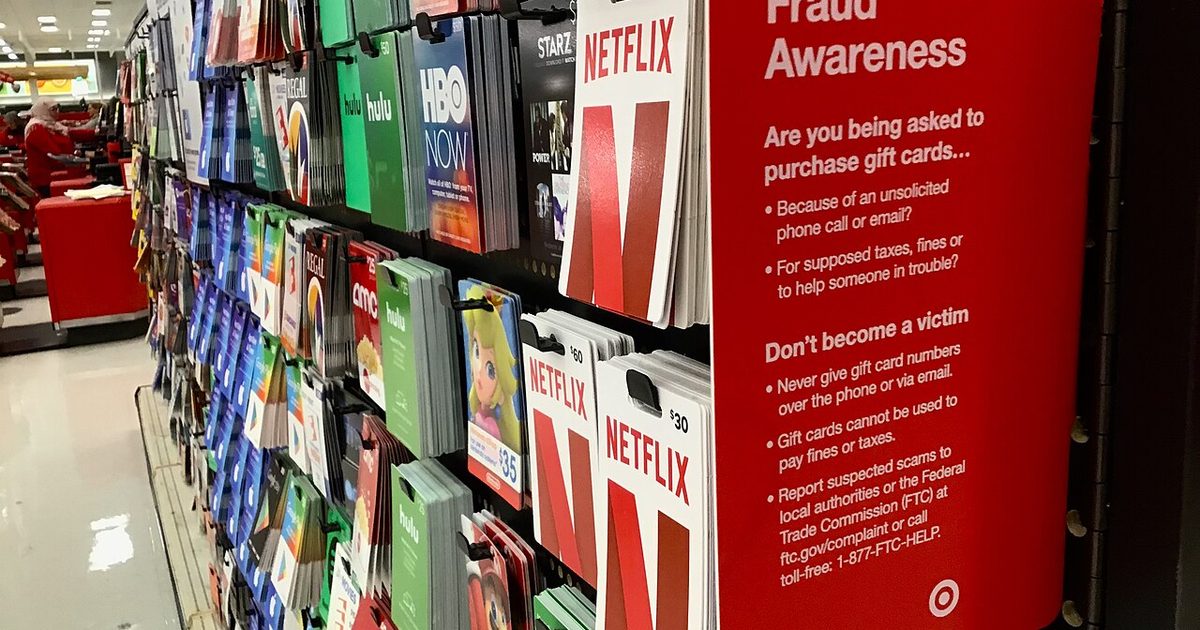 Fraud
Awareness
Are you being asked to
purchase gift cards...
• Because of an unsolicited
phone call or email?
• For supposed taxes, fines or
to help someone in trouble?
Don't become a victim
• Never give gift card numbers
over the phone or via email.
• Gift cards cannot be used to
pay fines or taxes.
• Report suspected scams to
local authorities or the Federal
Trade Commission (FTC) at
ftc.gov/complaint or call
toll-free: 1-877-FTC-HELP.
NETFLIX
STARZ
POWER
HBO
NOW
hulu
hulu
REGAL
REGAL
amc
$25
hulu
$35
$60
NETFLIX
$30
NETFLIX
hulu